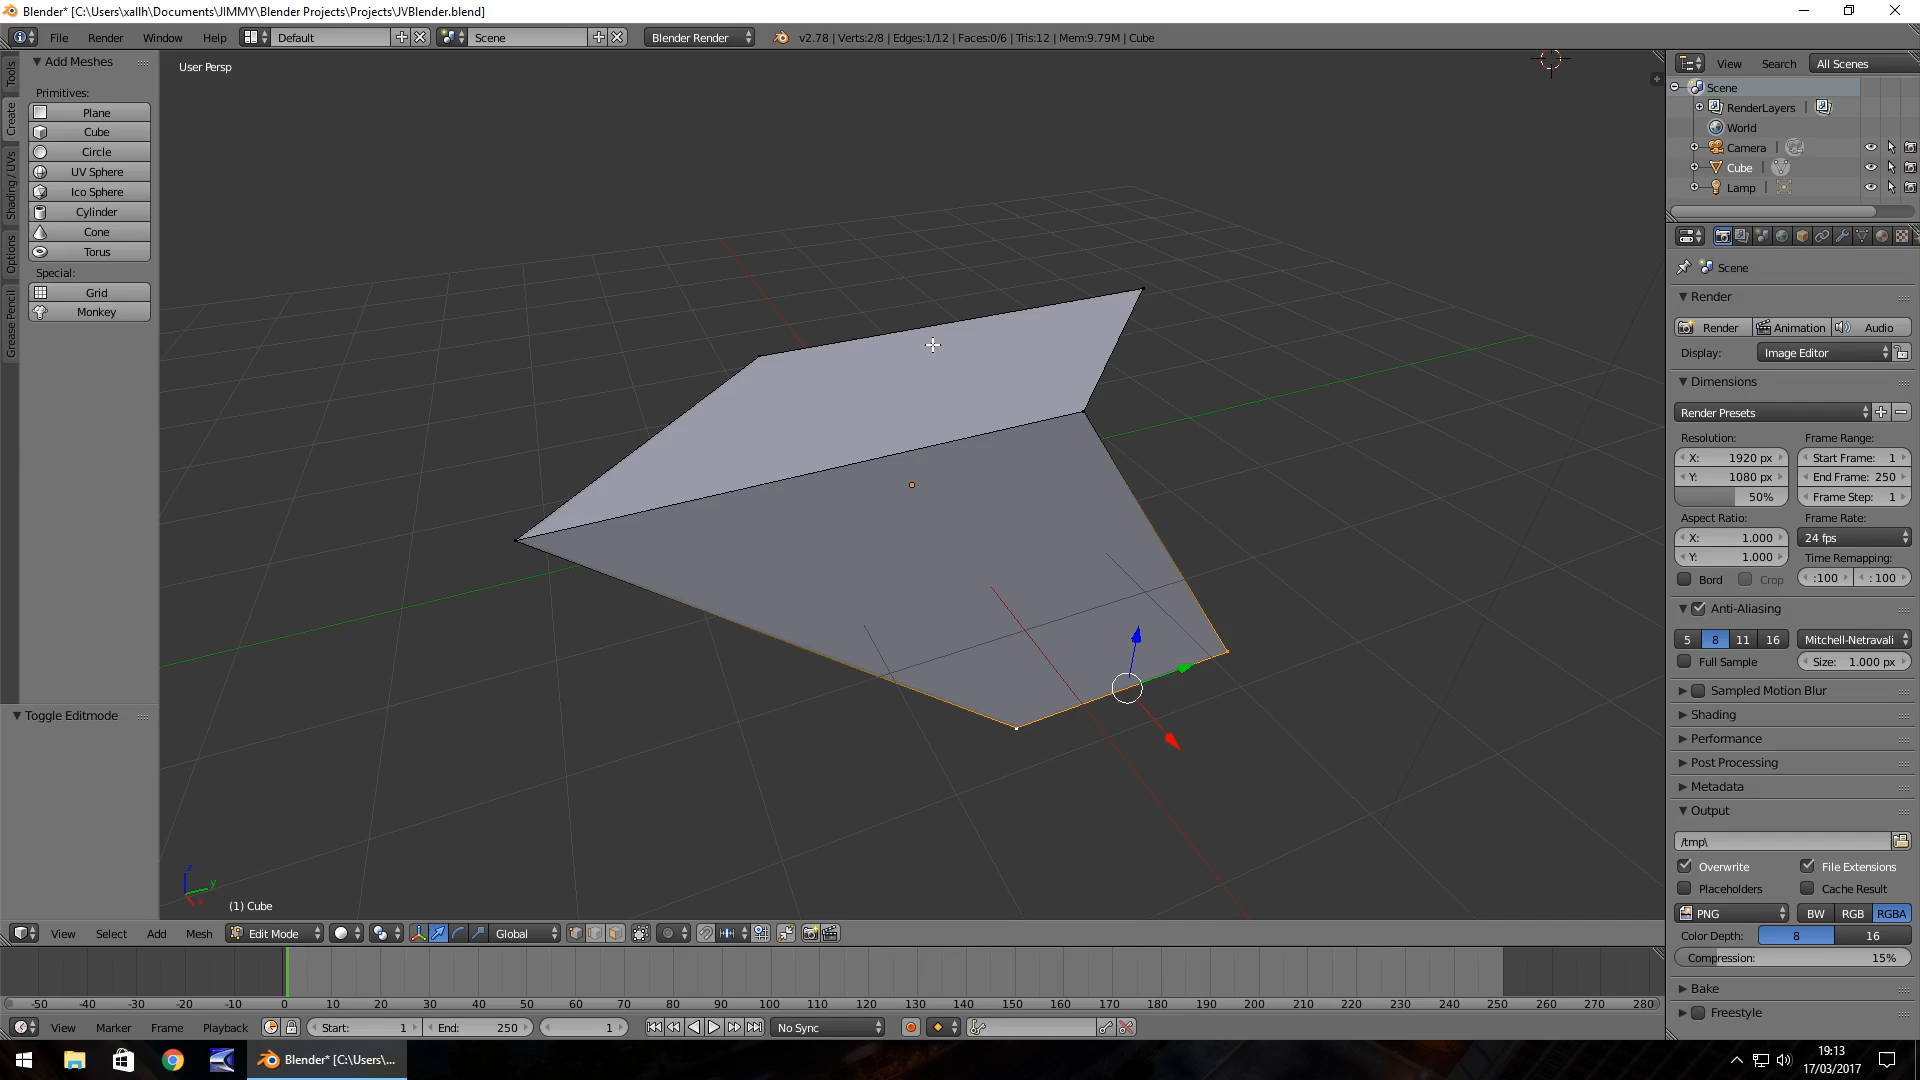 Blender* [C:\Users\xallh\Documents\JIMMY\Blender Projects\Projects\JVBlender.blend]
File Render Window Help Default Scene Blender Render v2.78 | Verts:2/8 | Edges:1/12 | Faces:0/6 | Tris:12 | Mem:9.79M | Cube
Tools
Create
Shading / UVs
Options
Grease Pencil
Add Meshes
Primitives:
Plane
Cube
Circle
UV Sphere
Ico Sphere
Cylinder
Cone
Torus
Special:
Grid
Monkey
Toggle Editmode
User Persp
z
y
x
(1) Cube
View Select Add Mesh Edit Mode Global
-50 -40 -30 -20 -10 0 10 20 30 40 50 60 70 80 90 100 110 120 130 140 150 160 170 180 190 200 210 220 230 240 250 260 270 280
View Marker Frame Playback Start: 1 End: 250 1 No Sync
View Search All Scenes
Scene
RenderLayers |
World
Camera |
Cube |
Lamp |
Scene
Render
Render Animation Audio
Display: Image Editor
Dimensions
Render Presets
Resolution: Frame Range:
X: 1920 px Start Frame: 1
Y: 1080 px End Frame: 250
50% Frame Step: 1
Aspect Ratio: Frame Rate:
X: 1.000 24 fps
Y: 1.000 Time Remapping:
Bord Crop :100 : 100
Anti-Aliasing
5 8 11 16 Mitchell-Netravali
Full Sample Size: 1.000 px
Sampled Motion Blur
Shading
Performance
Post Processing
Metadata
Output
/tmp\
Overwrite File Extensions
Placeholders Cache Result
PNG BW RGB RGBA
Color Depth: 8 16
Compression: 15%
Bake
Freestyle
Blender* [C:\Users\...
19:13
17/03/2017